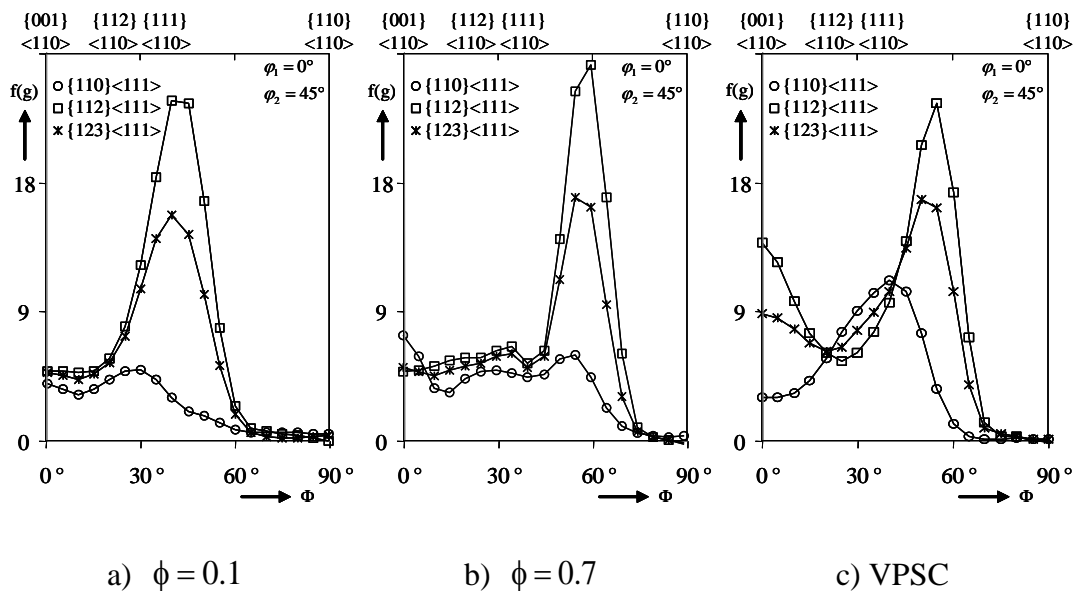 {001} {112} {111} {110}
<110> <110> <110> <110>
f(g)
φ₁ = 0°
φ₂ = 45°
{110}<111>
{112}<111>
{123}<111>
18
9
0
0 ° 30° 60° 90 °
Φ
a) ϕ = 0.1
{001} {112} {111} {110}
<110> <110> <110> <110>
f(g)
φ₁ = 0°
φ₂ = 45°
{110}<111>
{112}<111>
{123}<111>
18
9
0
0 ° 30° 60° 90 °
Φ
b) ϕ = 0.7
{001} {112} {111} {110}
<110> <110> <110> <110>
f(g)
φ₁ = 0°
φ₂ = 45°
{110}<111>
{112}<111>
{123}<111>
18
9
0
0 ° 30° 60° 90 °
Φ
c) VPSC